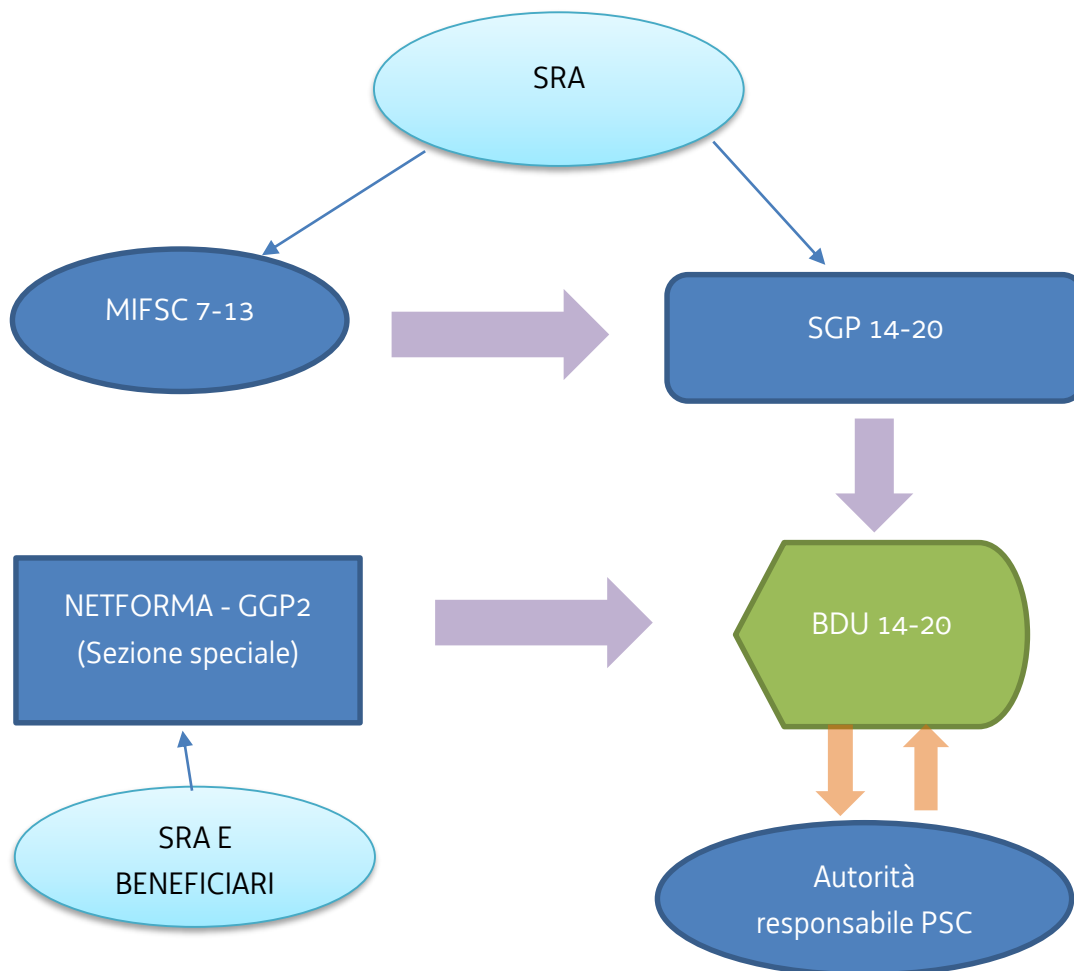 SRA
MIFSC 7-13
SGP 14-20
NETFORMA - GGP2
(Sezione speciale)
BDU 14-20
SRA E
BENEFICIARI
Autorità
responsabile PSC